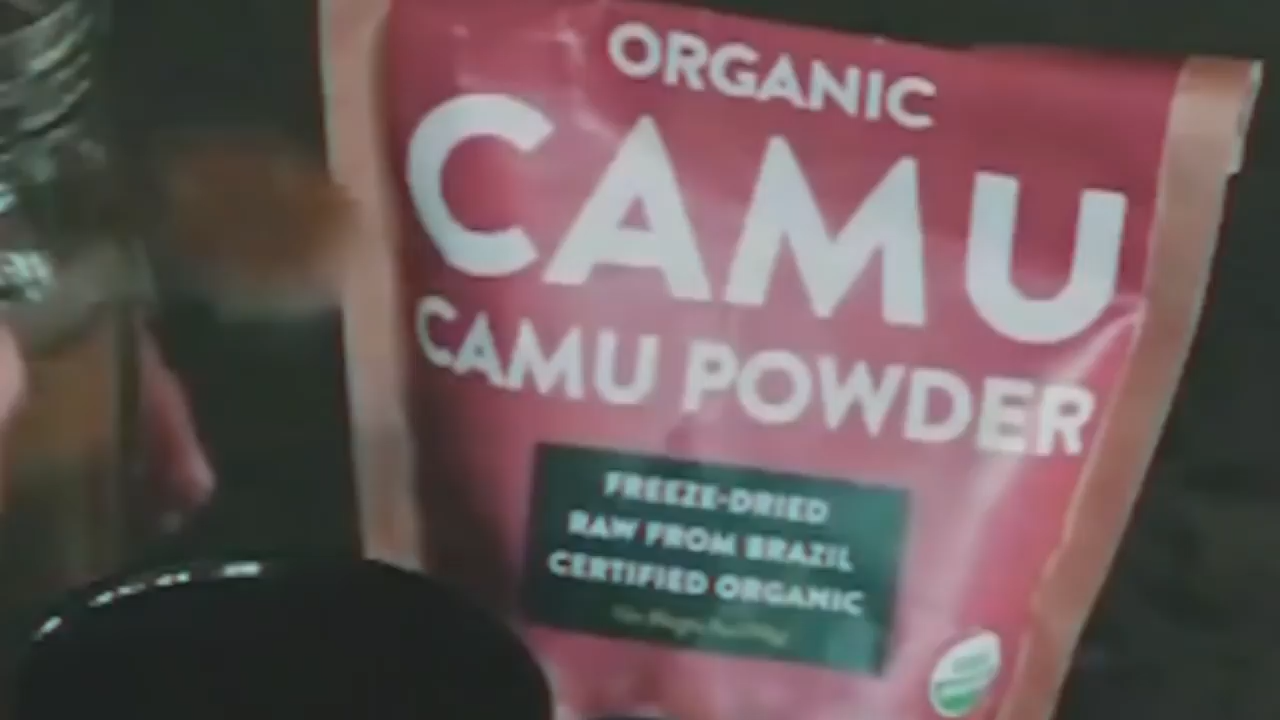 ORGANIC
CAMU
CAMU POWDER
FREEZE-DRIED
RAW FROM BRAZIL
CERTIFIED ORGANIC